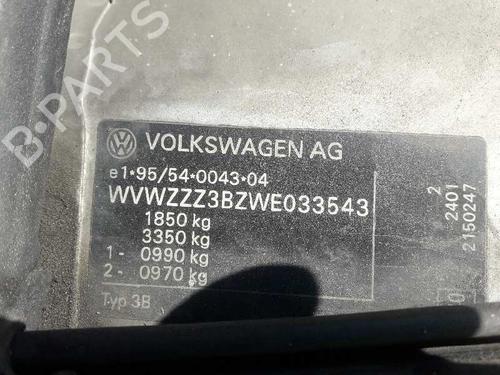 B-PARTS
VOLKSWAGEN AG
e1*95/54*0043*04
WVWZZZ3BZWE033543
1850 kg
3350 kg
1- 0990 kg
2- 0970 kg
Typ 3B
2
2401
2150247